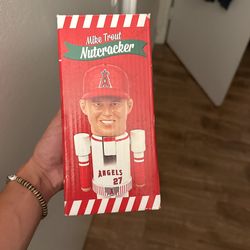 Mike Trout
Nutcracker
A
ANGELS
27